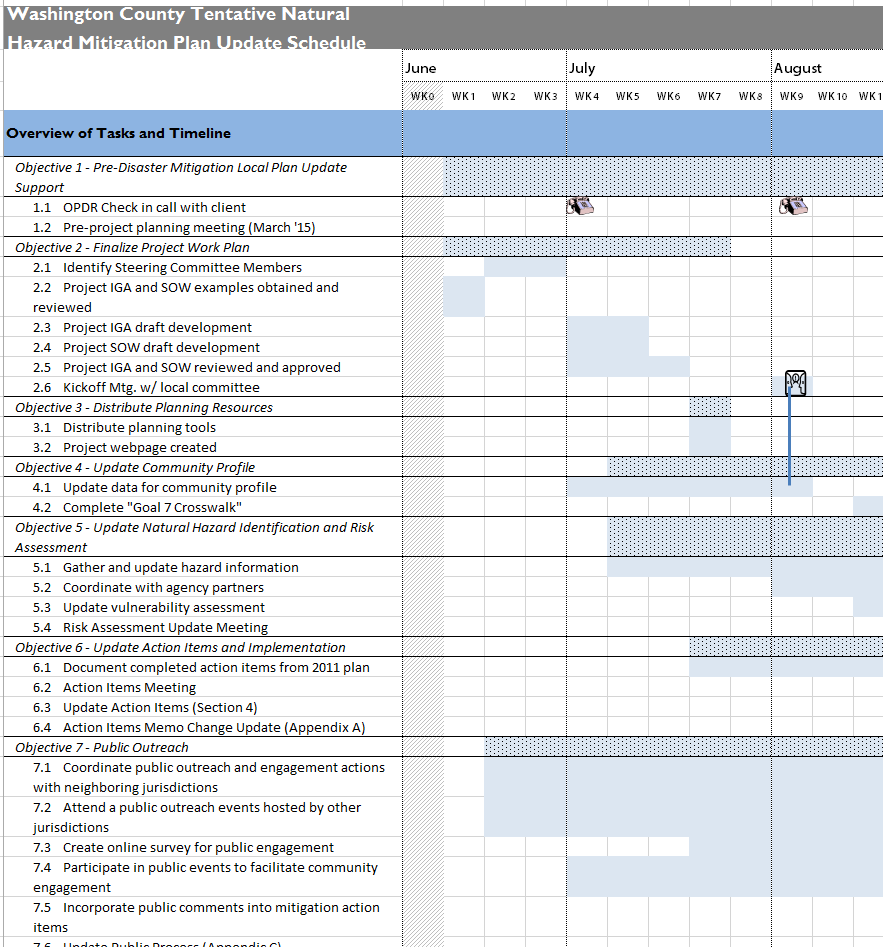 Washington County Tentative Natural
Hazard Mitigation Plan Update Schedule
June July August
WK0 WK1 WK2 WK3 WK4 WK5 WK6 WK7 WK8 WK9 WK10 WK1
Overview of Tasks and Timeline
Objective 1 - Pre-Disaster Mitigation Local Plan Update
Support
1.1 OPDR Check in call with client
1.2 Pre-project planning meeting (March '15)
Objective 2 - Finalize Project Work Plan
2.1 Identify Steering Committee Members
2.2 Project IGA and SOW examples obtained and
reviewed
2.3 Project IGA draft development
2.4 Project SOW draft development
2.5 Project IGA and SOW reviewed and approved
2.6 Kickoff Mtg. w/ local committee
Objective 3 - Distribute Planning Resources
3.1 Distribute planning tools
3.2 Project webpage created
Objective 4 - Update Community Profile
4.1 Update data for community profile
4.2 Complete "Goal 7 Crosswalk"
Objective 5 - Update Natural Hazard Identification and Risk
Assessment
5.1 Gather and update hazard information
5.2 Coordinate with agency partners
5.3 Update vulnerability assessment
5.4 Risk Assessment Update Meeting
Objective 6 - Update Action Items and Implementation
6.1 Document completed action items from 2011 plan
6.2 Action Items Meeting
6.3 Update Action Items (Section 4)
6.4 Action Items Memo Change Update (Appendix A)
Objective 7 - Public Outreach
7.1 Coordinate public outreach and engagement actions
with neighboring jurisdictions
7.2 Attend a public outreach events hosted by other
jurisdictions
7.3 Create online survey for public engagement
7.4 Participate in public events to facilitate community
engagement
7.5 Incorporate public comments into mitigation action
items
7.6 Update Public Process (Appendix C)